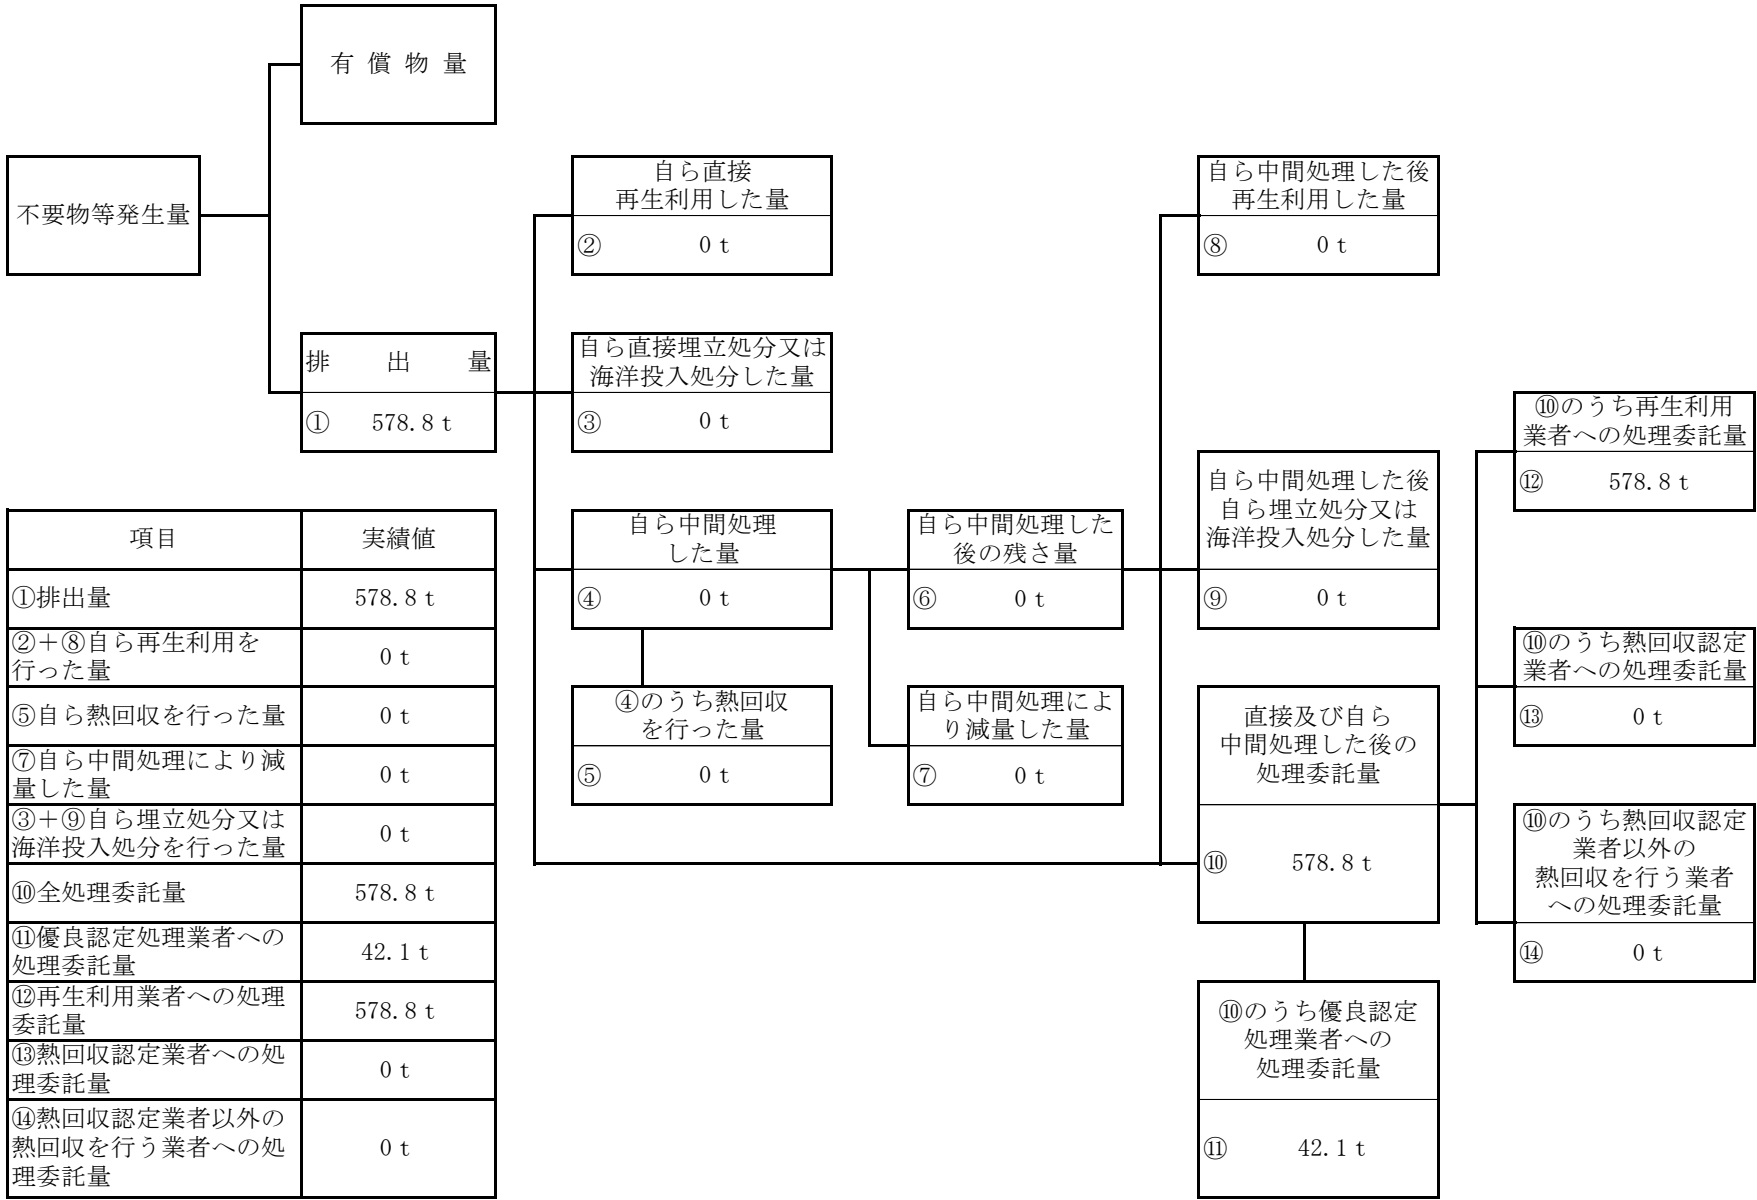 有 償 物 量
不要物等発生量
排 出 量
① 578.8 t
自ら直接
再生利用した量
② 0 t
自ら直接埋立処分又は
海洋投入処分した量
③ 0 t
自ら中間処理
した量
④ 0 t
④のうち熱回収
を行った量
⑤ 0 t
自ら中間処理した
後の残さ量
⑥ 0 t
自ら中間処理によ
り減量した量
⑦ 0 t
自ら中間処理した後
再生利用した量
⑧ 0 t
自ら中間処理した後
自ら埋立処分又は
海洋投入処分した量
⑨ 0 t
直接及び自ら
中間処理した後の
処理委託量
⑩ 578.8 t
⑩のうち優良認定
処理業者への
処理委託量
⑪ 42.1 t
⑩のうち再生利用
業者への処理委託量
⑫ 578.8 t
⑩のうち熱回収認定
業者への処理委託量
⑬ 0 t
⑩のうち熱回収認定
業者以外の
熱回収を行う業者
への処理委託量
⑭ 0 t
項目 実績値
①排出量 578.8 t
②＋⑧自ら再生利用を
行った量
0 t
⑤自ら熱回収を行った量 0 t
⑦自ら中間処理により減
量した量
0 t
③＋⑨自ら埋立処分又は
海洋投入処分を行った量
0 t
⑩全処理委託量 578.8 t
⑪優良認定処理業者への
処理委託量
42.1 t
⑫再生利用業者への処理
委託量
578.8 t
⑬熱回収認定業者への処
理委託量
0 t
⑭熱回収認定業者以外の
熱回収を行う業者への処
理委託量
0 t